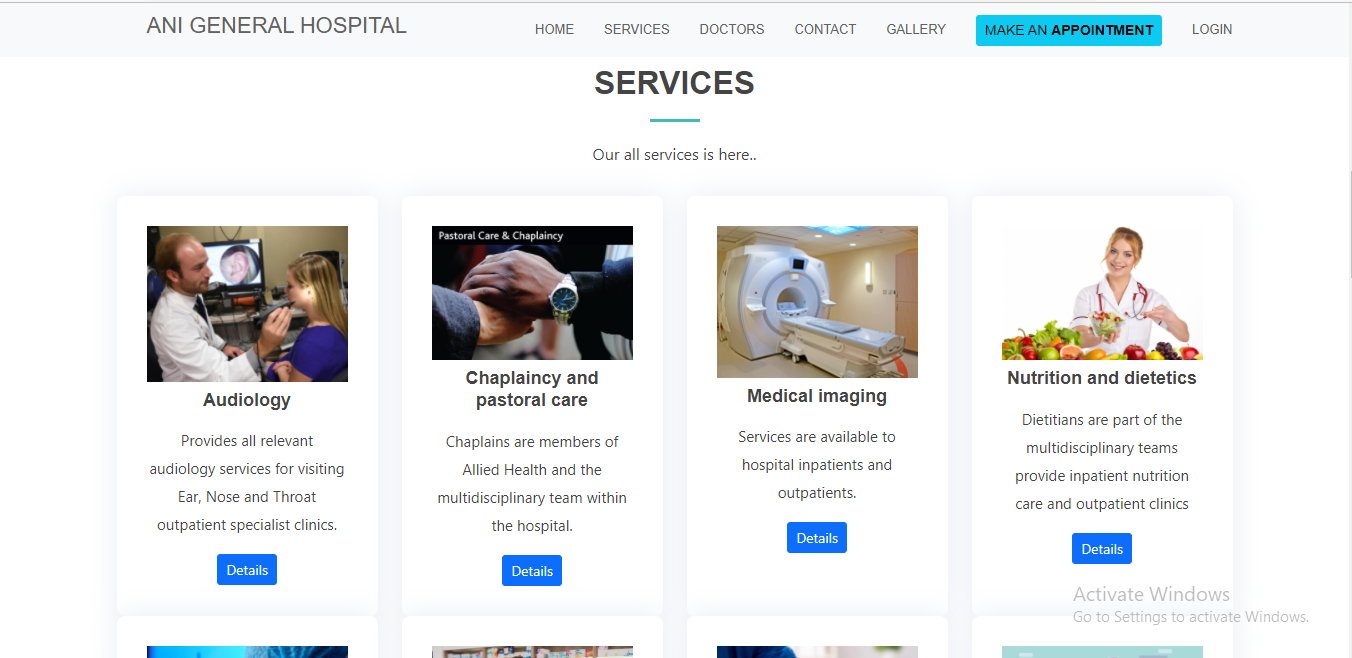 ANI GENERAL HOSPITAL
HOME
SERVICES
DOCTORS
CONTACT
GALLERY
MAKE AN APPOINTMENT
LOGIN
SERVICES
Our all services is here..
Audiology
Provides all relevant
audiology services for visiting
Ear, Nose and Throat
outpatient specialist clinics.
Details
Pastoral Care & Chaplaincy
Chaplaincy and
pastoral care
Chaplains are members of
Allied Health and the
multidisciplinary team within
the hospital.
Details
Medical imaging
Services are available to
hospital inpatients and
outpatients.
Details
Nutrition and dietetics
Dietitians are part of the
multidisciplinary teams
provide inpatient nutrition
care and outpatient clinics
Details
Activate Windows
Go to Settings to activate Windows.